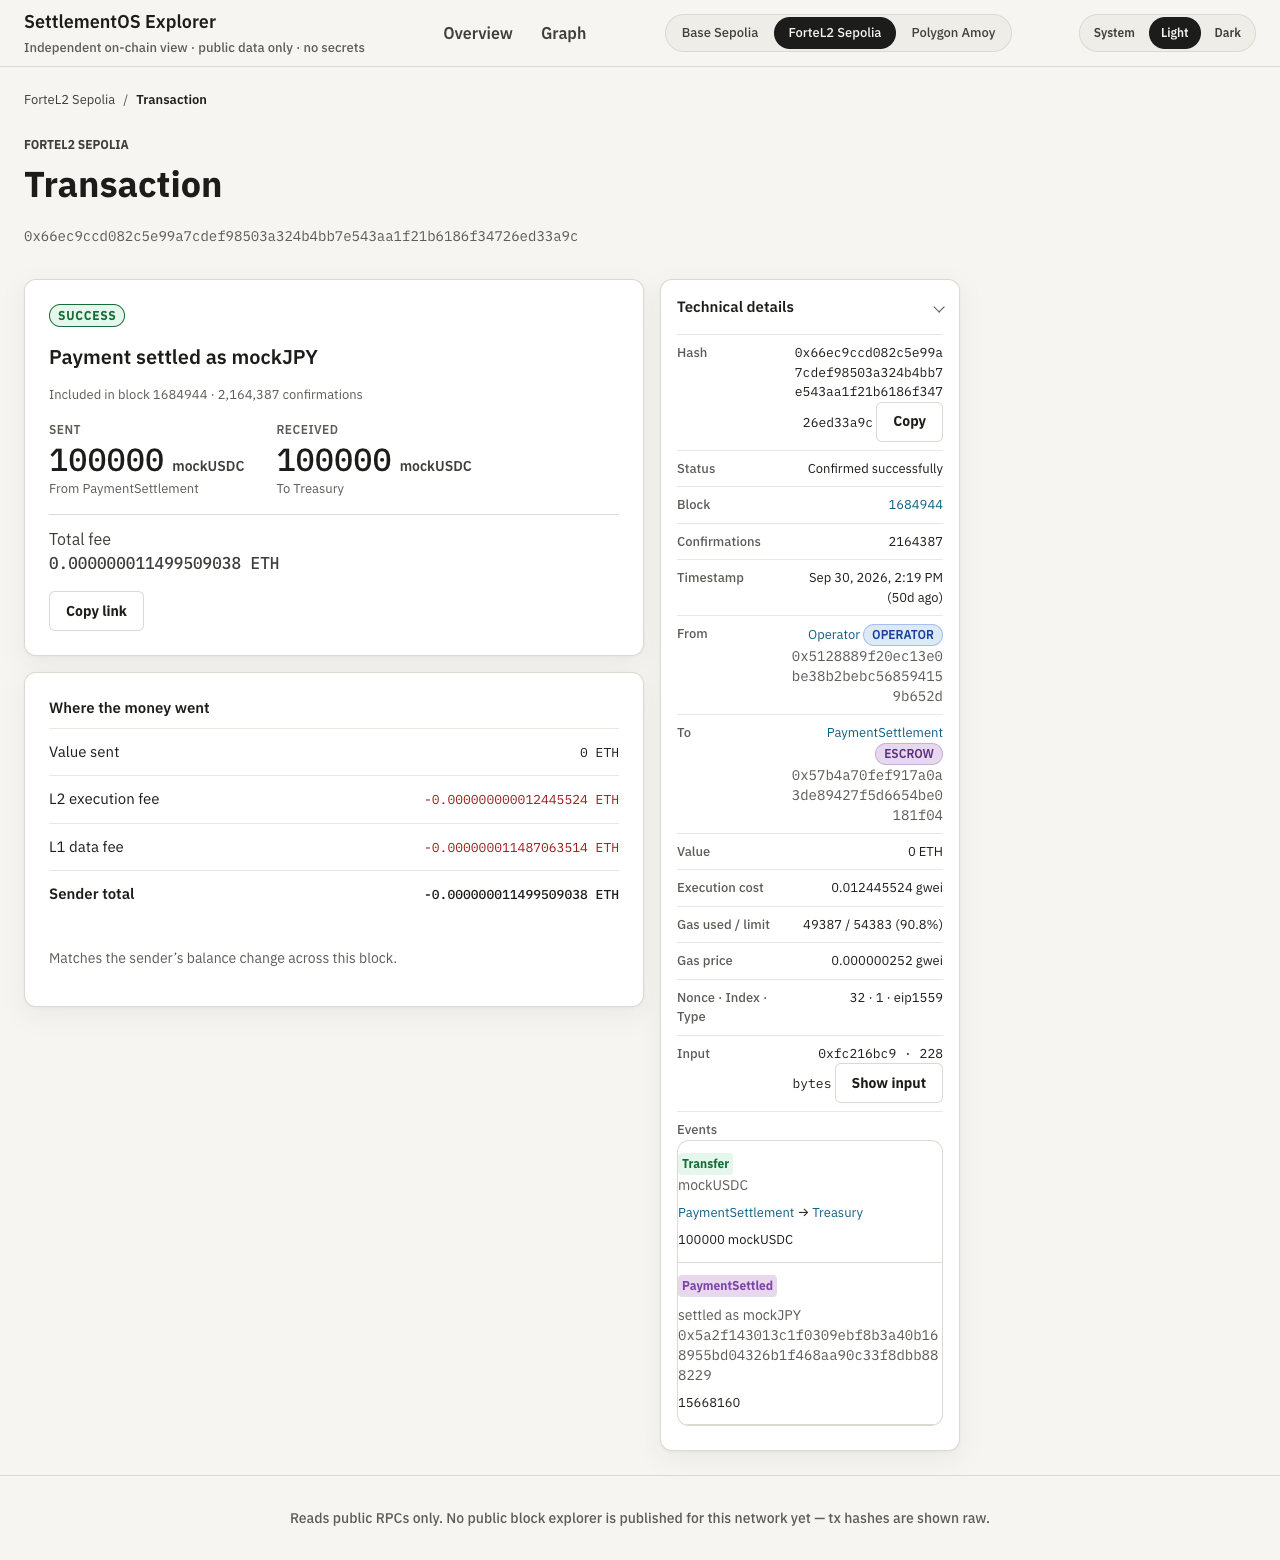 SettlementOS Explorer
Independent on-chain view · public data only · no secrets
Overview
Graph
Base Sepolia
ForteL2 Sepolia
Polygon Amoy
System
Light
Dark
ForteL2 Sepolia / Transaction
FORTEL2 SEPOLIA
Transaction
0x66ec9ccd082c5e99a7cdef98503a324b4bb7e543aa1f21b6186f34726ed33a9c
SUCCESS
Payment settled as mockJPY
Included in block 1684944 · 2,164,387 confirmations
SENT
100000 mockUSDC
From PaymentSettlement
RECEIVED
100000 mockUSDC
To Treasury
Total fee
0.000000011499509038 ETH
Copy link
Where the money went
Value sent
0 ETH
L2 execution fee
-0.000000000012445524 ETH
L1 data fee
-0.000000011487063514 ETH
Sender total
-0.000000011499509038 ETH
Matches the sender’s balance change across this block.
Technical details
Hash
0x66ec9ccd082c5e99a
7cdef98503a324b4bb7
e543aa1f21b6186f347
26ed33a9c Copy
Status
Confirmed successfully
Block
1684944
Confirmations
2164387
Timestamp
Sep 30, 2026, 2:19 PM
(50d ago)
From
Operator OPERATOR
0x5128889f20ec13e0
be38b2bebc56859415
9b652d
To
PaymentSettlement
ESCROW
0x57b4a70fef917a0a
3de89427f5d6654be0
181f04
Value
0 ETH
Execution cost
0.012445524 gwei
Gas used / limit
49387 / 54383 (90.8%)
Gas price
0.000000252 gwei
Nonce · Index ·
Type
32 · 1 · eip1559
Input
0xfc216bc9 · 228
bytes Show input
Events
Transfer
mockUSDC
PaymentSettlement → Treasury
100000 mockUSDC
PaymentSettled
settled as mockJPY
0x5a2f143013c1f0309ebf8b3a40b16
8955bd04326b1f468aa90c33f8dbb88
8229
15668160
Reads public RPCs only. No public block explorer is published for this network yet — tx hashes are shown raw.